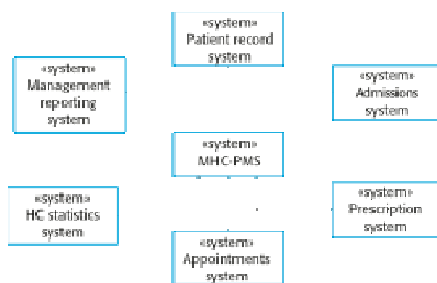 «system»
Patient record
system
«system»
Management
reporting
system
«system»
Admissions
system
«system»
MHC-PMS
«system»
HC statistics
system
«system»
Prescription
system
«system»
Appointments
system